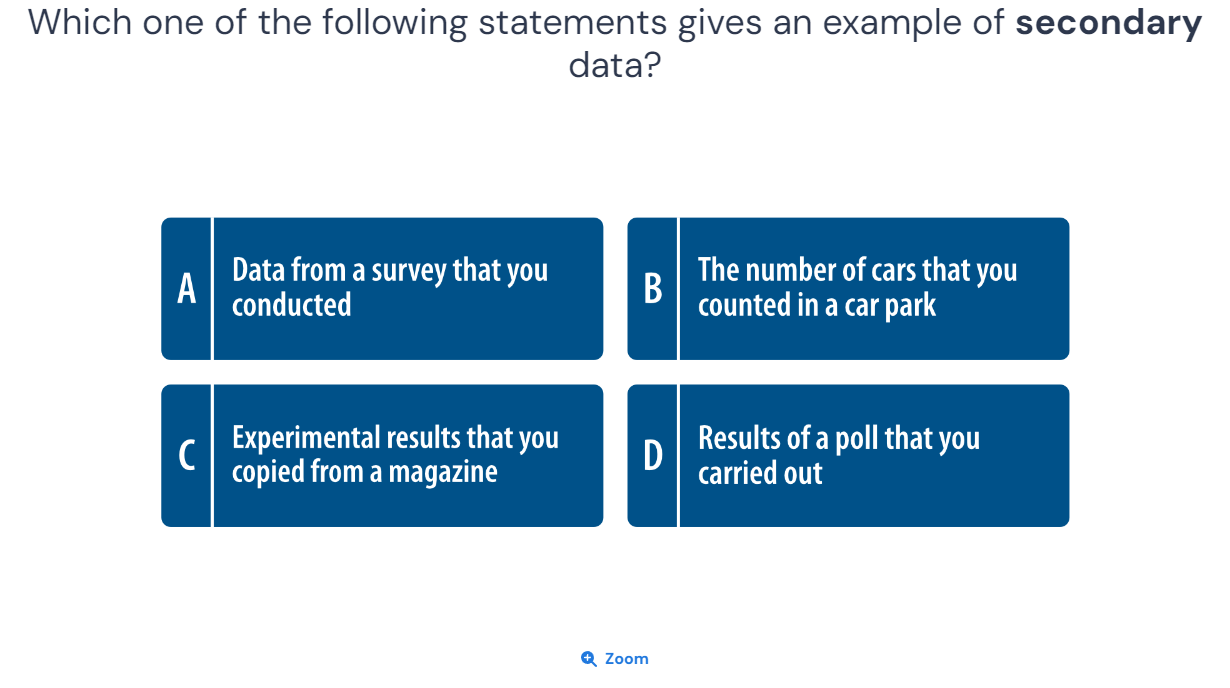 Which one of the following statements gives an example of secondary
data?
A
Data from a survey that you
conducted
B
The number of cars that you
counted in a car park
C
Experimental results that you
copied from a magazine
D
Results of a poll that you
carried out
Zoom